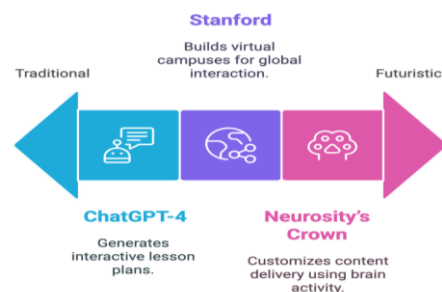 Stanford
Builds virtual
campuses for global
interaction.
Traditional
Futuristic
ChatGPT-4
Generates
interactive lesson
plans.
Neurosity's
Crown
Customizes content
delivery using brain
activity.